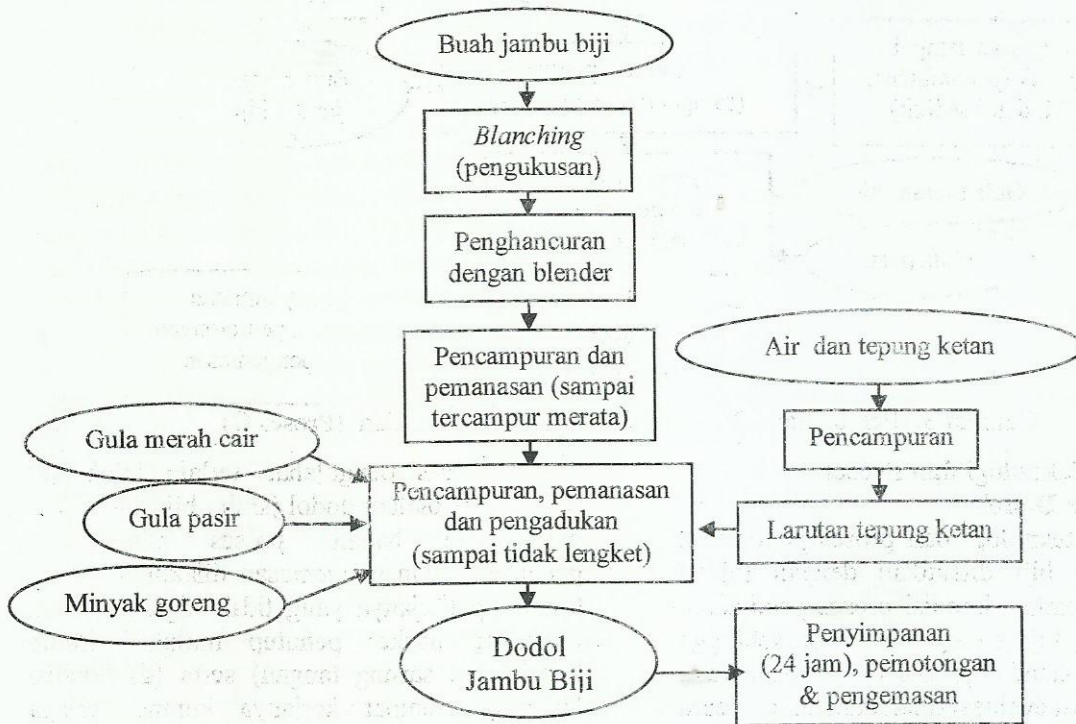 Buah jambu biji
Blanching
(pengukusan)
Penghancuran
dengan blender
Pencampuran dan
pemanasan (sampai
tercampur merata)
Air dan tepung ketan
Pencampuran
Larutan tepung ketan
Gula merah cair
Gula pasir
Minyak goreng
Pencampuran, pemanasan
dan pengadukan
(sampai tidak lengket)
Dodol
Jambu Biji
Penyimpanan
(24 jam), pemotongan
& pengemasan